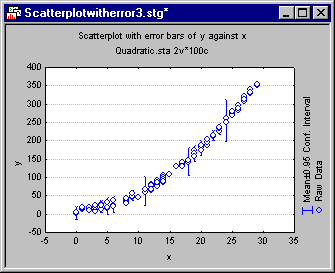 Scatterplotwitherror3.stg*
Scatterplot with error bars of y against x
Quadratic.sta 2v*100c
400
350
300
250
200
150
100
50
0
-50
y
-5 0 5 10 15 20 25 30 35
x
Mean±0.95 Conf. Interval
Raw Data